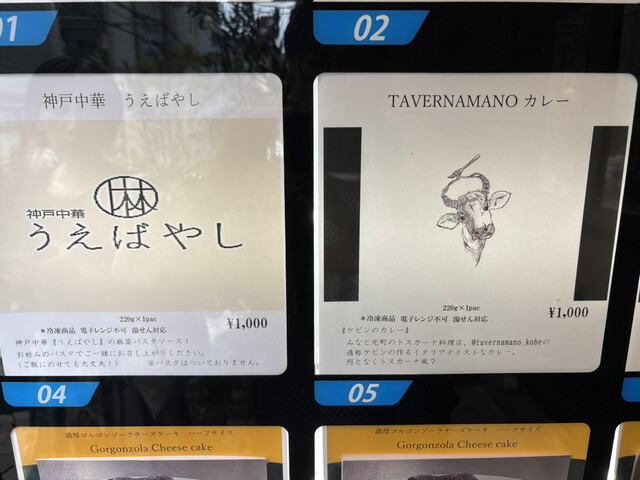 01
神戸中華 うえばやし
林
神戸中華
うえばやし
220g×1pac
*冷凍商品 電子レンジ不可 湯せん対応
¥1,000
神戸中華『うえばやし』の麻婆パスタソース!
お好みのパスタでご一緒にお召し上がりください。
(ご飯にのせても大丈夫!) ※パスタはついておりません。
02
TAVERNAMANO カレー
220g×1pac
*冷凍商品 電子レンジ不可 湯せん対応
¥1,000
『ケビンのカレー』
みなと元町のトスカーナ料理店、@tavernamano_kobeの
通称ケビンの作るイタリアテイストなカレー。
何となくトスカーナ風?
04
濃厚ゴルゴンゾーラチーズケーキ ハーフサイズ
Gorgonzola Cheese cake
05
濃厚ゴルゴンゾーラチーズケーキ ハーフサイズ
Gorgonzola Cheese cake